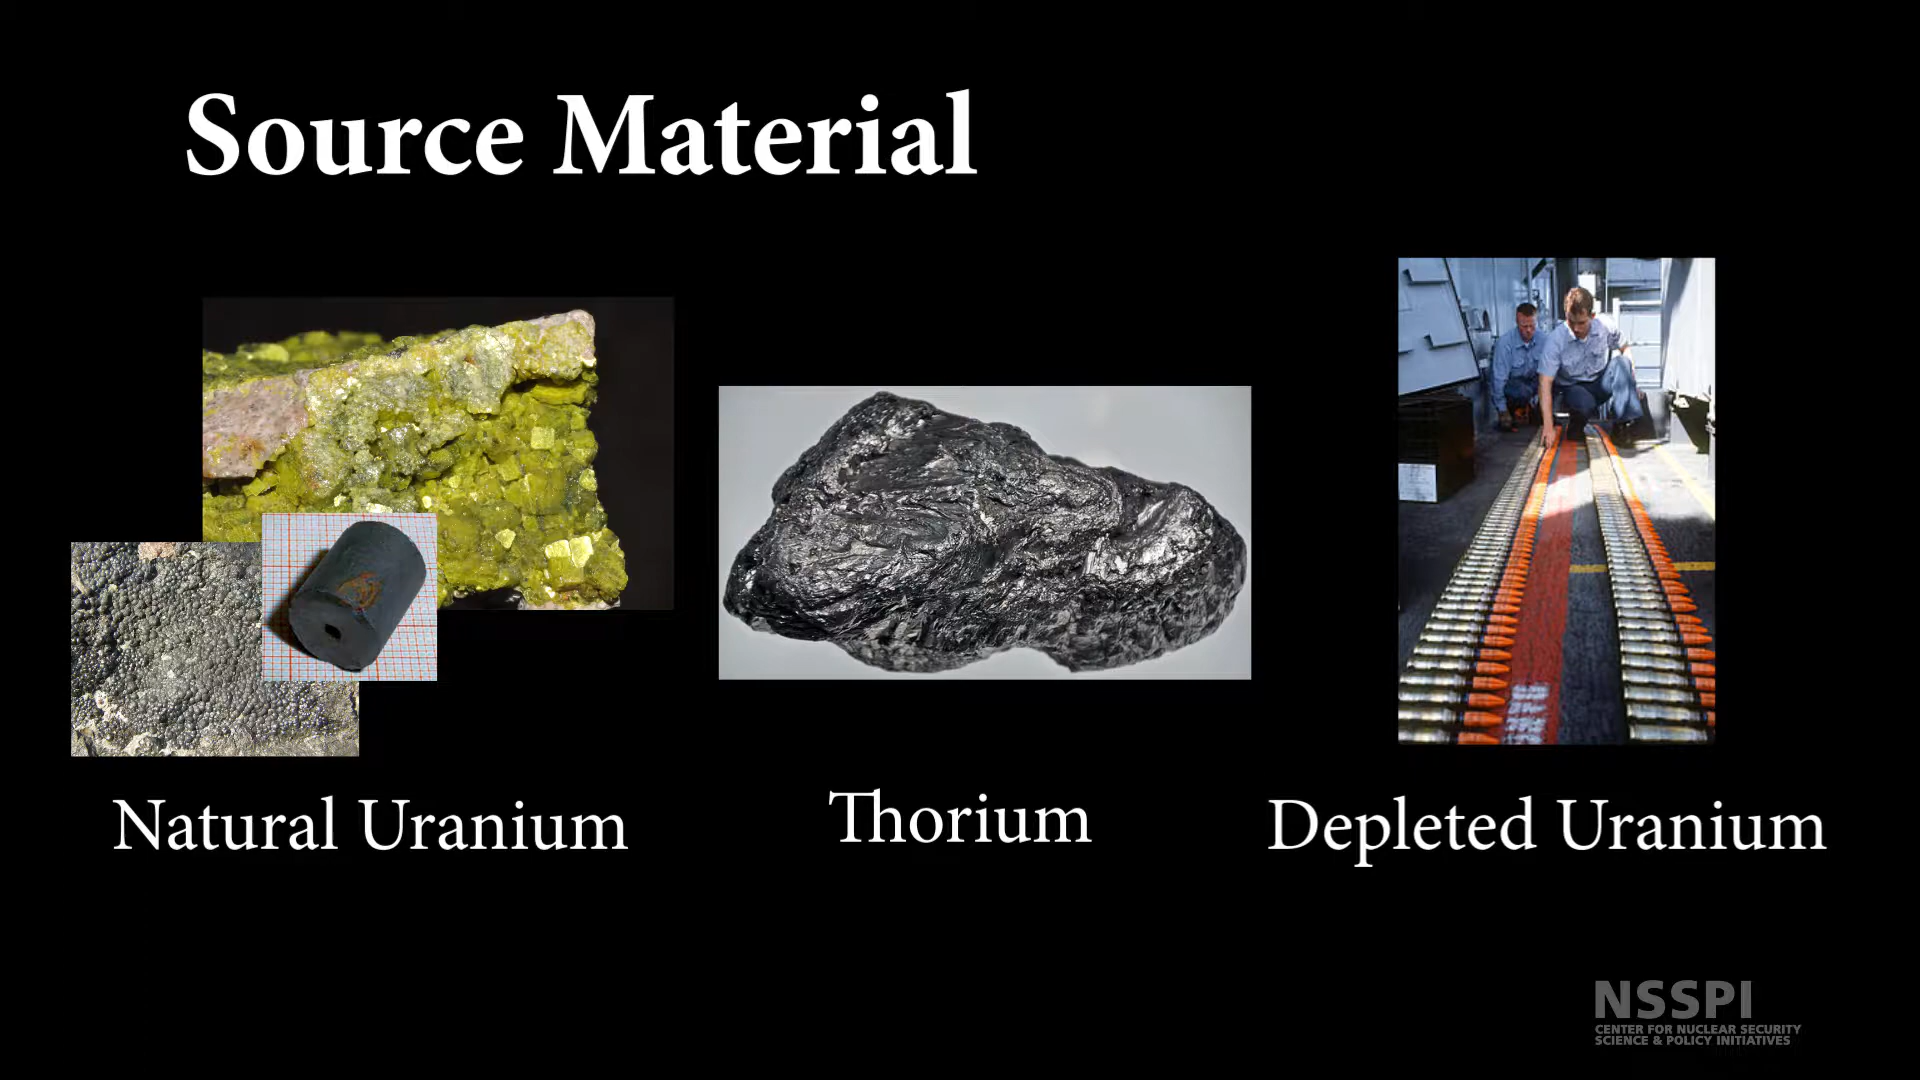 Source Material
Natural Uranium
Thorium
Depleted Uranium
NSSPI
CENTER FOR NUCLEAR SECURITY
SCIENCE & POLICY INITIATIVES